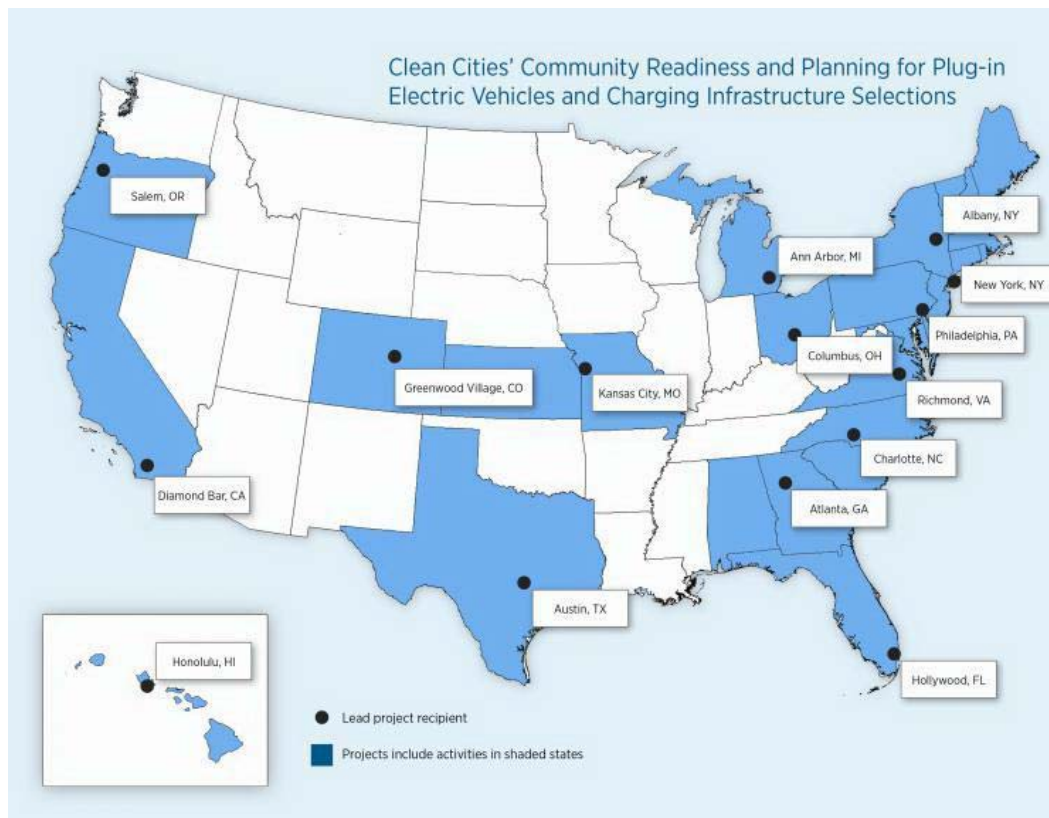 Clean Cities' Community Readiness and Planning for Plug-in
Electric Vehicles and Charging Infrastructure Selections
Salem, OR
Albany, NY
Ann Arbor, MI
New York, NY
Philadelphia, PA
Columbus, OH
Greenwood Village, CO
Kansas City, MO
Richmond, VA
Charlotte, NC
Diamond Bar, CA
Atlanta, GA
Austin, TX
Honolulu, HI
Hollywood, FL
Lead project recipient
Projects include activities in shaded states